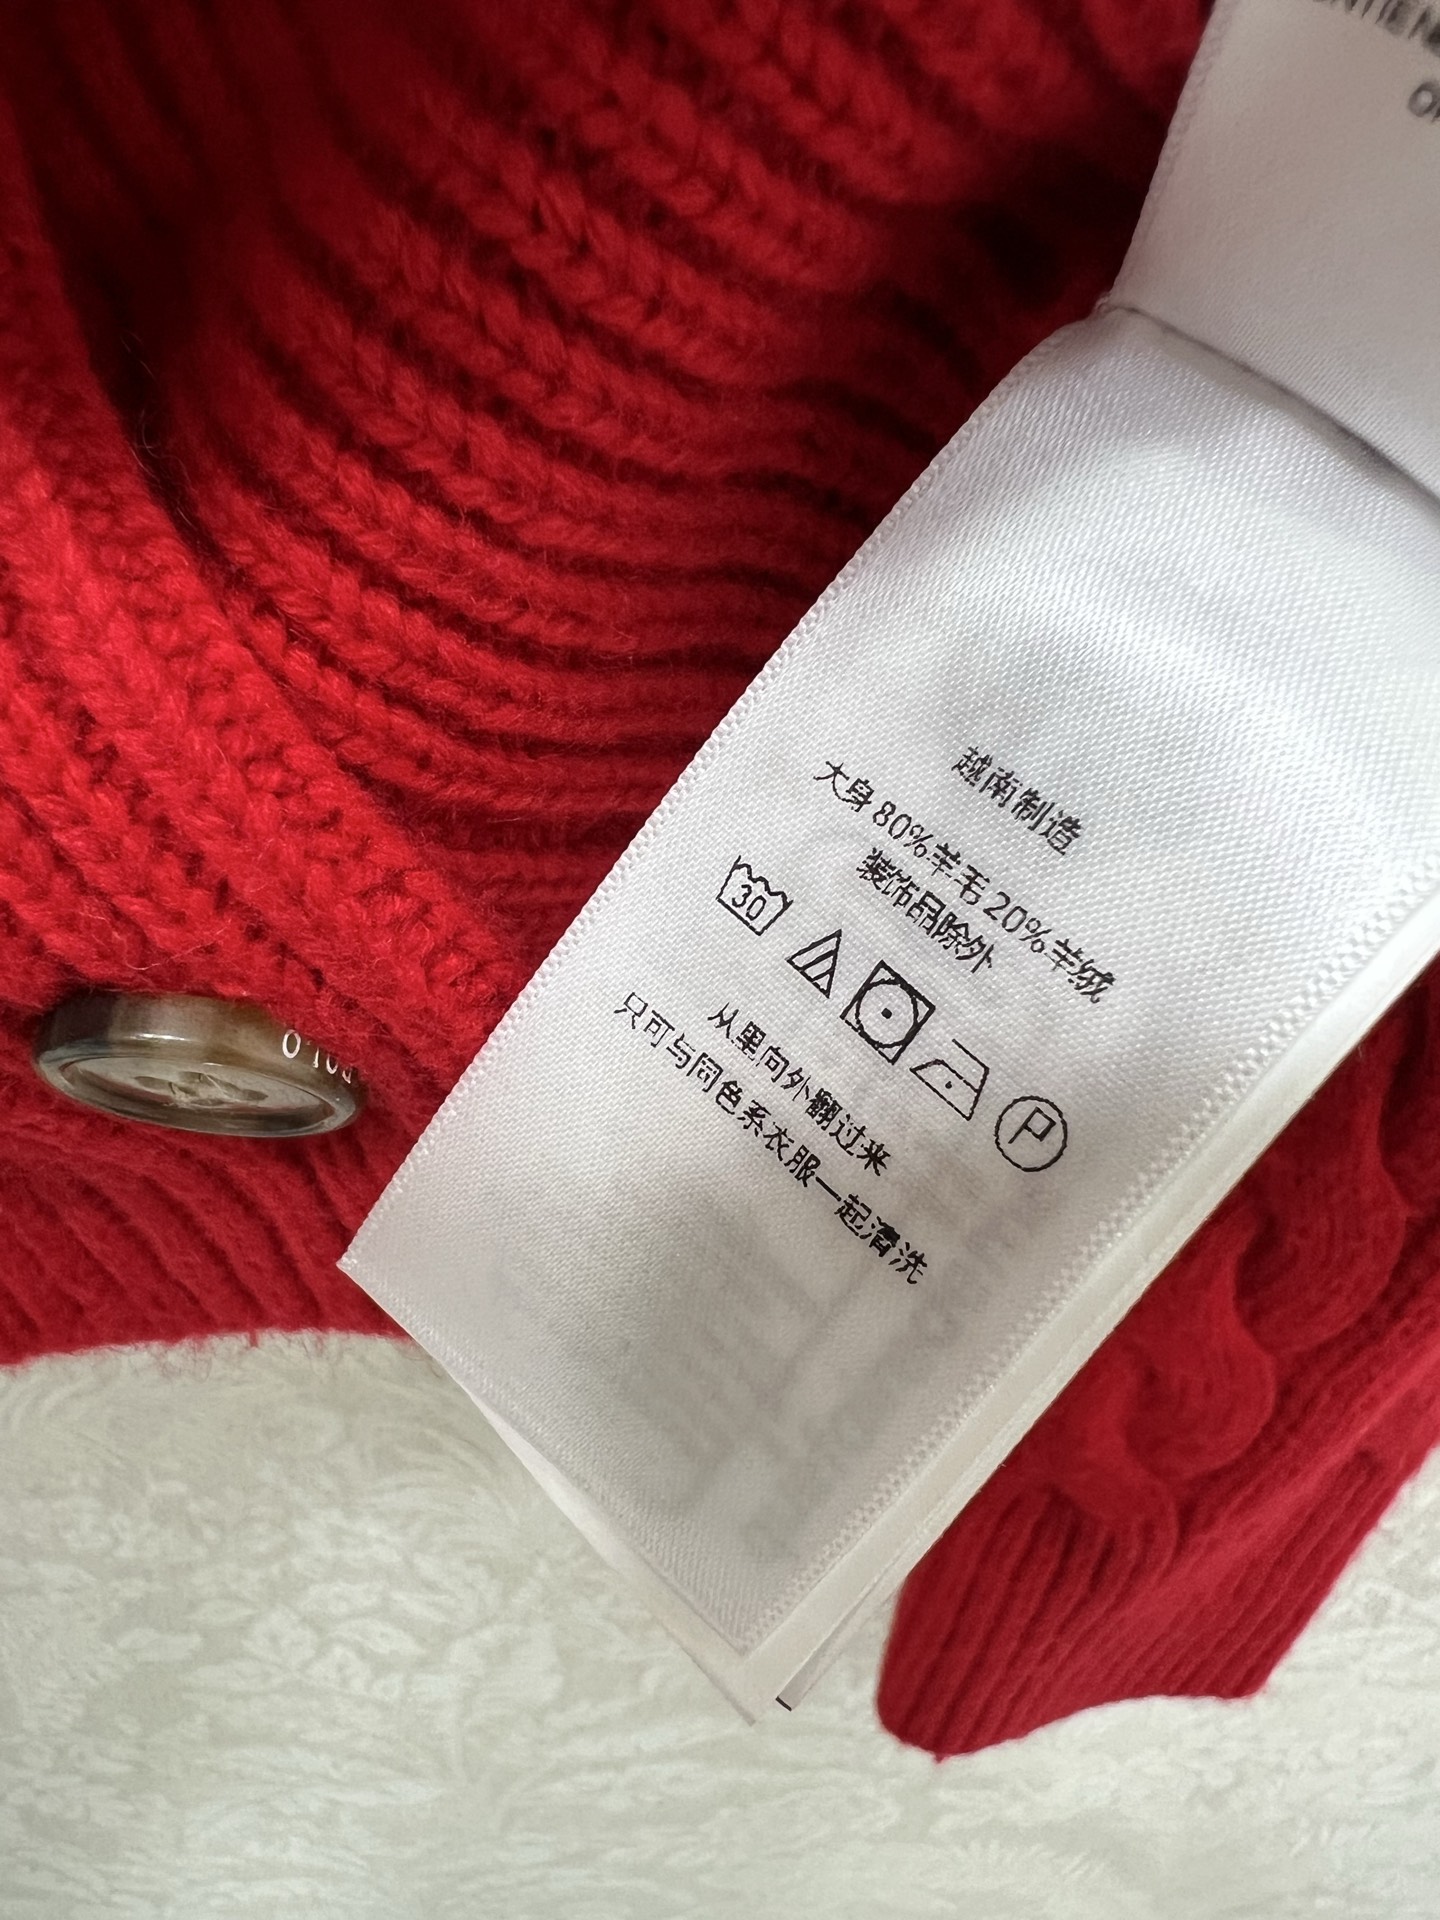 越南制造
大身 80%羊毛 20%羊绒
装饰品除外
30
P
从里向外翻过来
只可与同色系衣服一起清洗